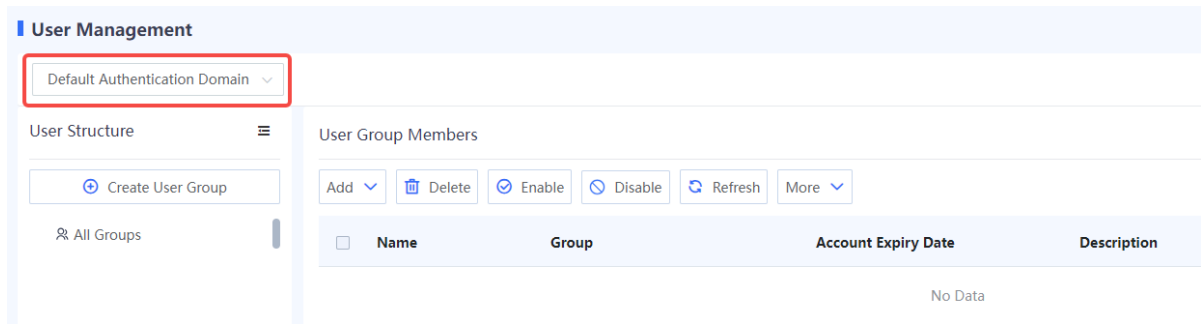 User Management
Default Authentication Domain
User Structure
User Group Members
Create User Group
Add Delete Enable Disable Refresh More
All Groups
Name Group Account Expiry Date Description
No Data